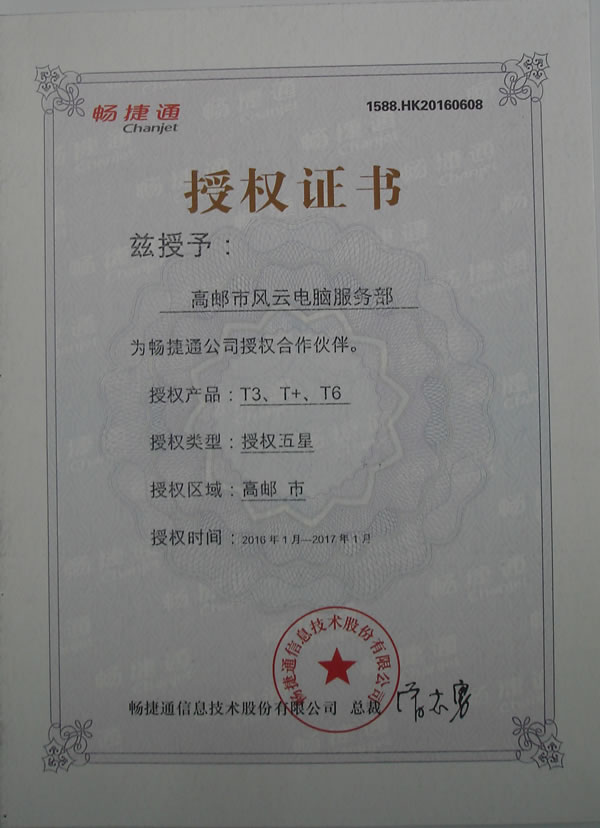 畅捷通
Chanjet
1588.HK20160608
授权证书
兹授予：
高邮市风云电脑服务部
为畅捷通公司授权合作伙伴。
授权产品：T3、T+、T6
授权类型：授权五星
授权区域：高邮 市
授权时间：2016年1月—2017年1月
畅捷通信息技术股份有限公司
畅捷通信息技术股份有限公司 总裁